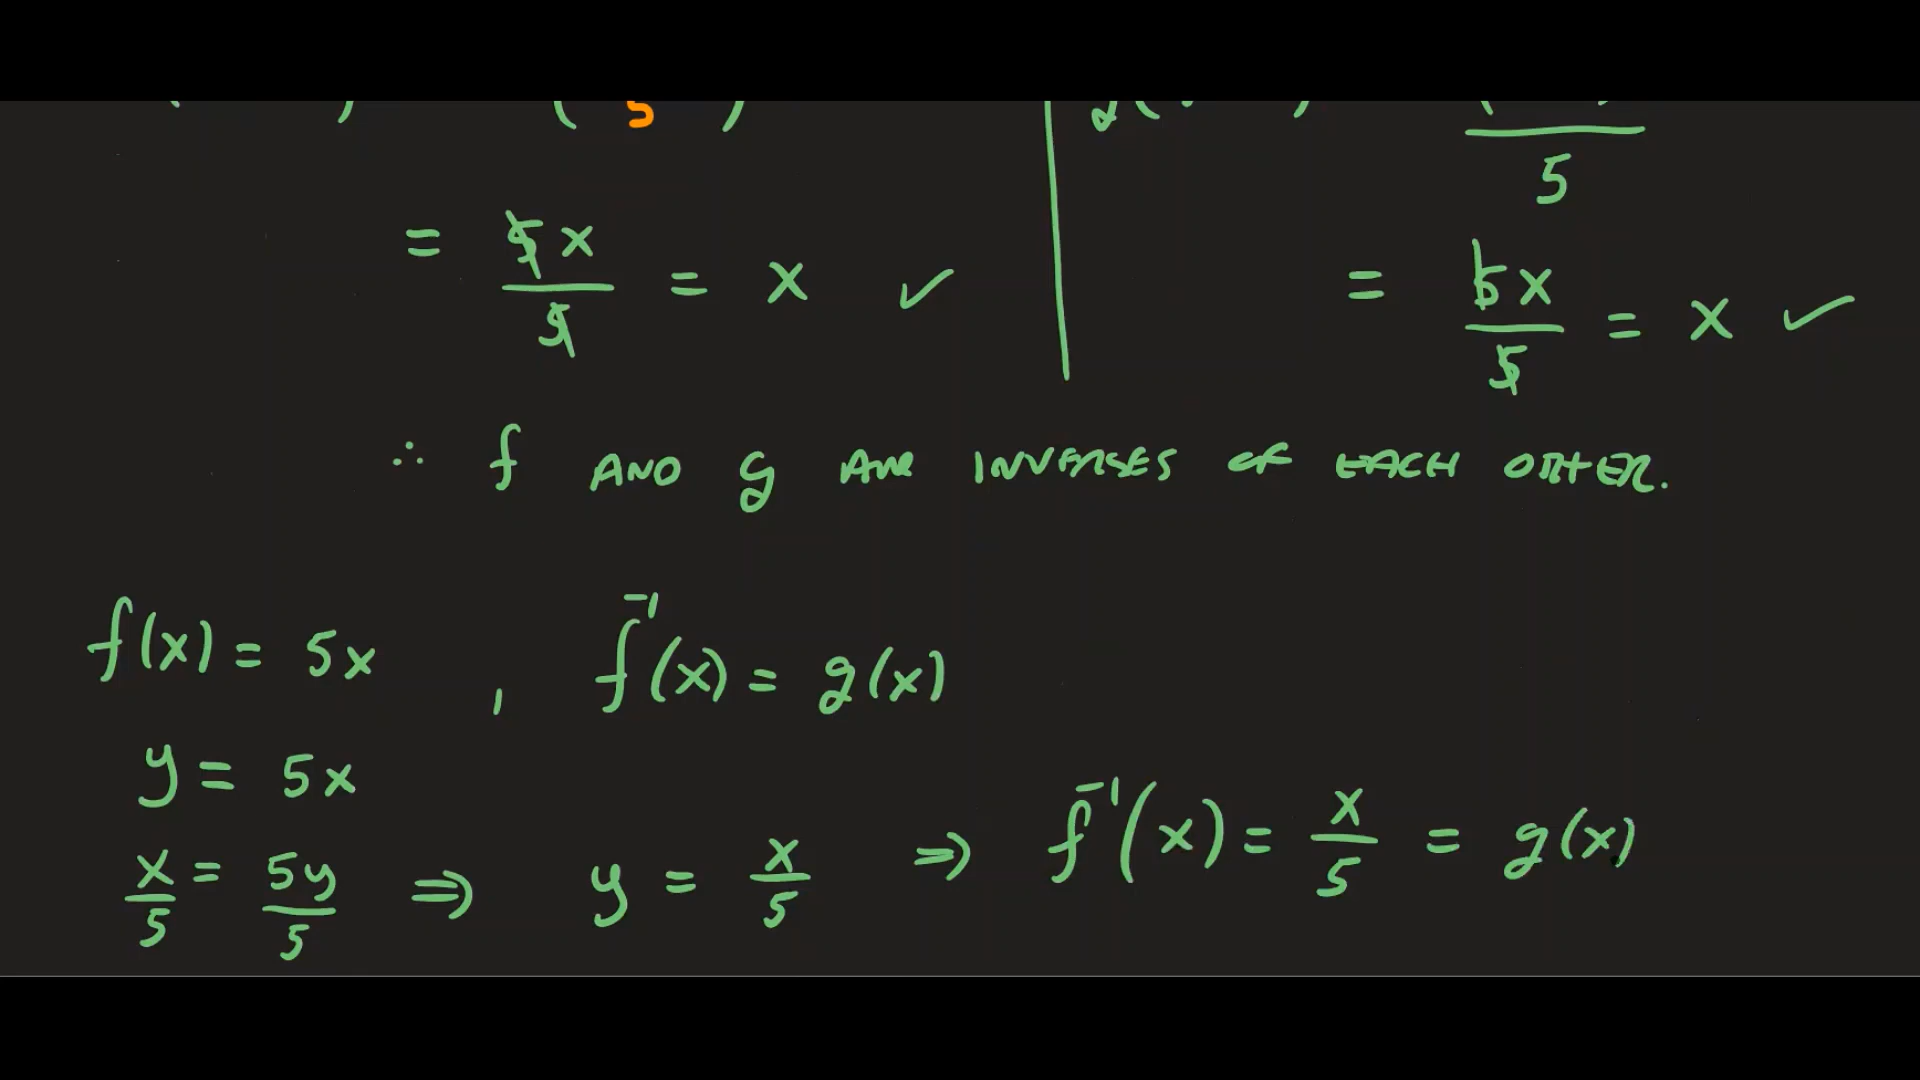 ( ) ( 5 )
g( ) 5
= 5x/5 = x ✓
= 5x/5 = x ✓
∴ f AND g ARE INVERSES OF EACH OTHER.
f(x) = 5x , f⁻¹(x) = g(x)
y = 5x
x/5 = 5y/5 ⇒ y = x/5 ⇒ f⁻¹(x) = x/5 = g(x)